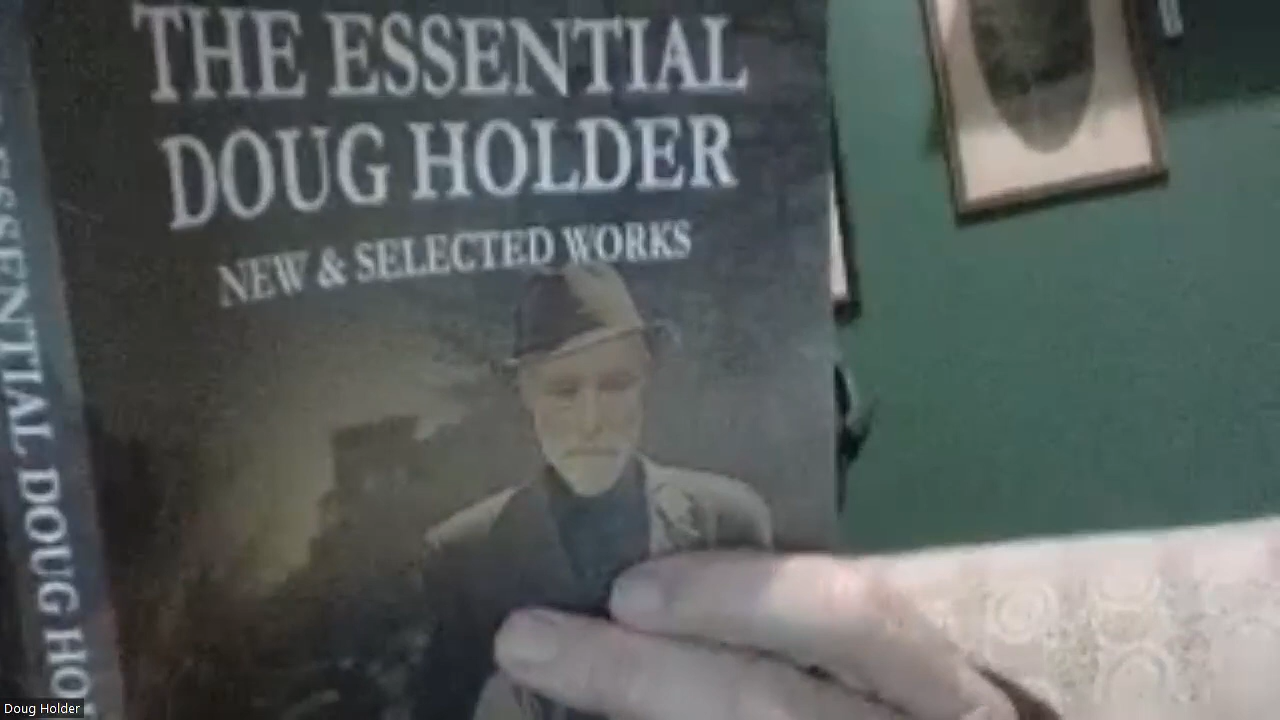 THE ESSENTIAL
DOUG HOLDER
NEW & SELECTED WORKS
ESSENTIAL DOUG HO
Doug Holder